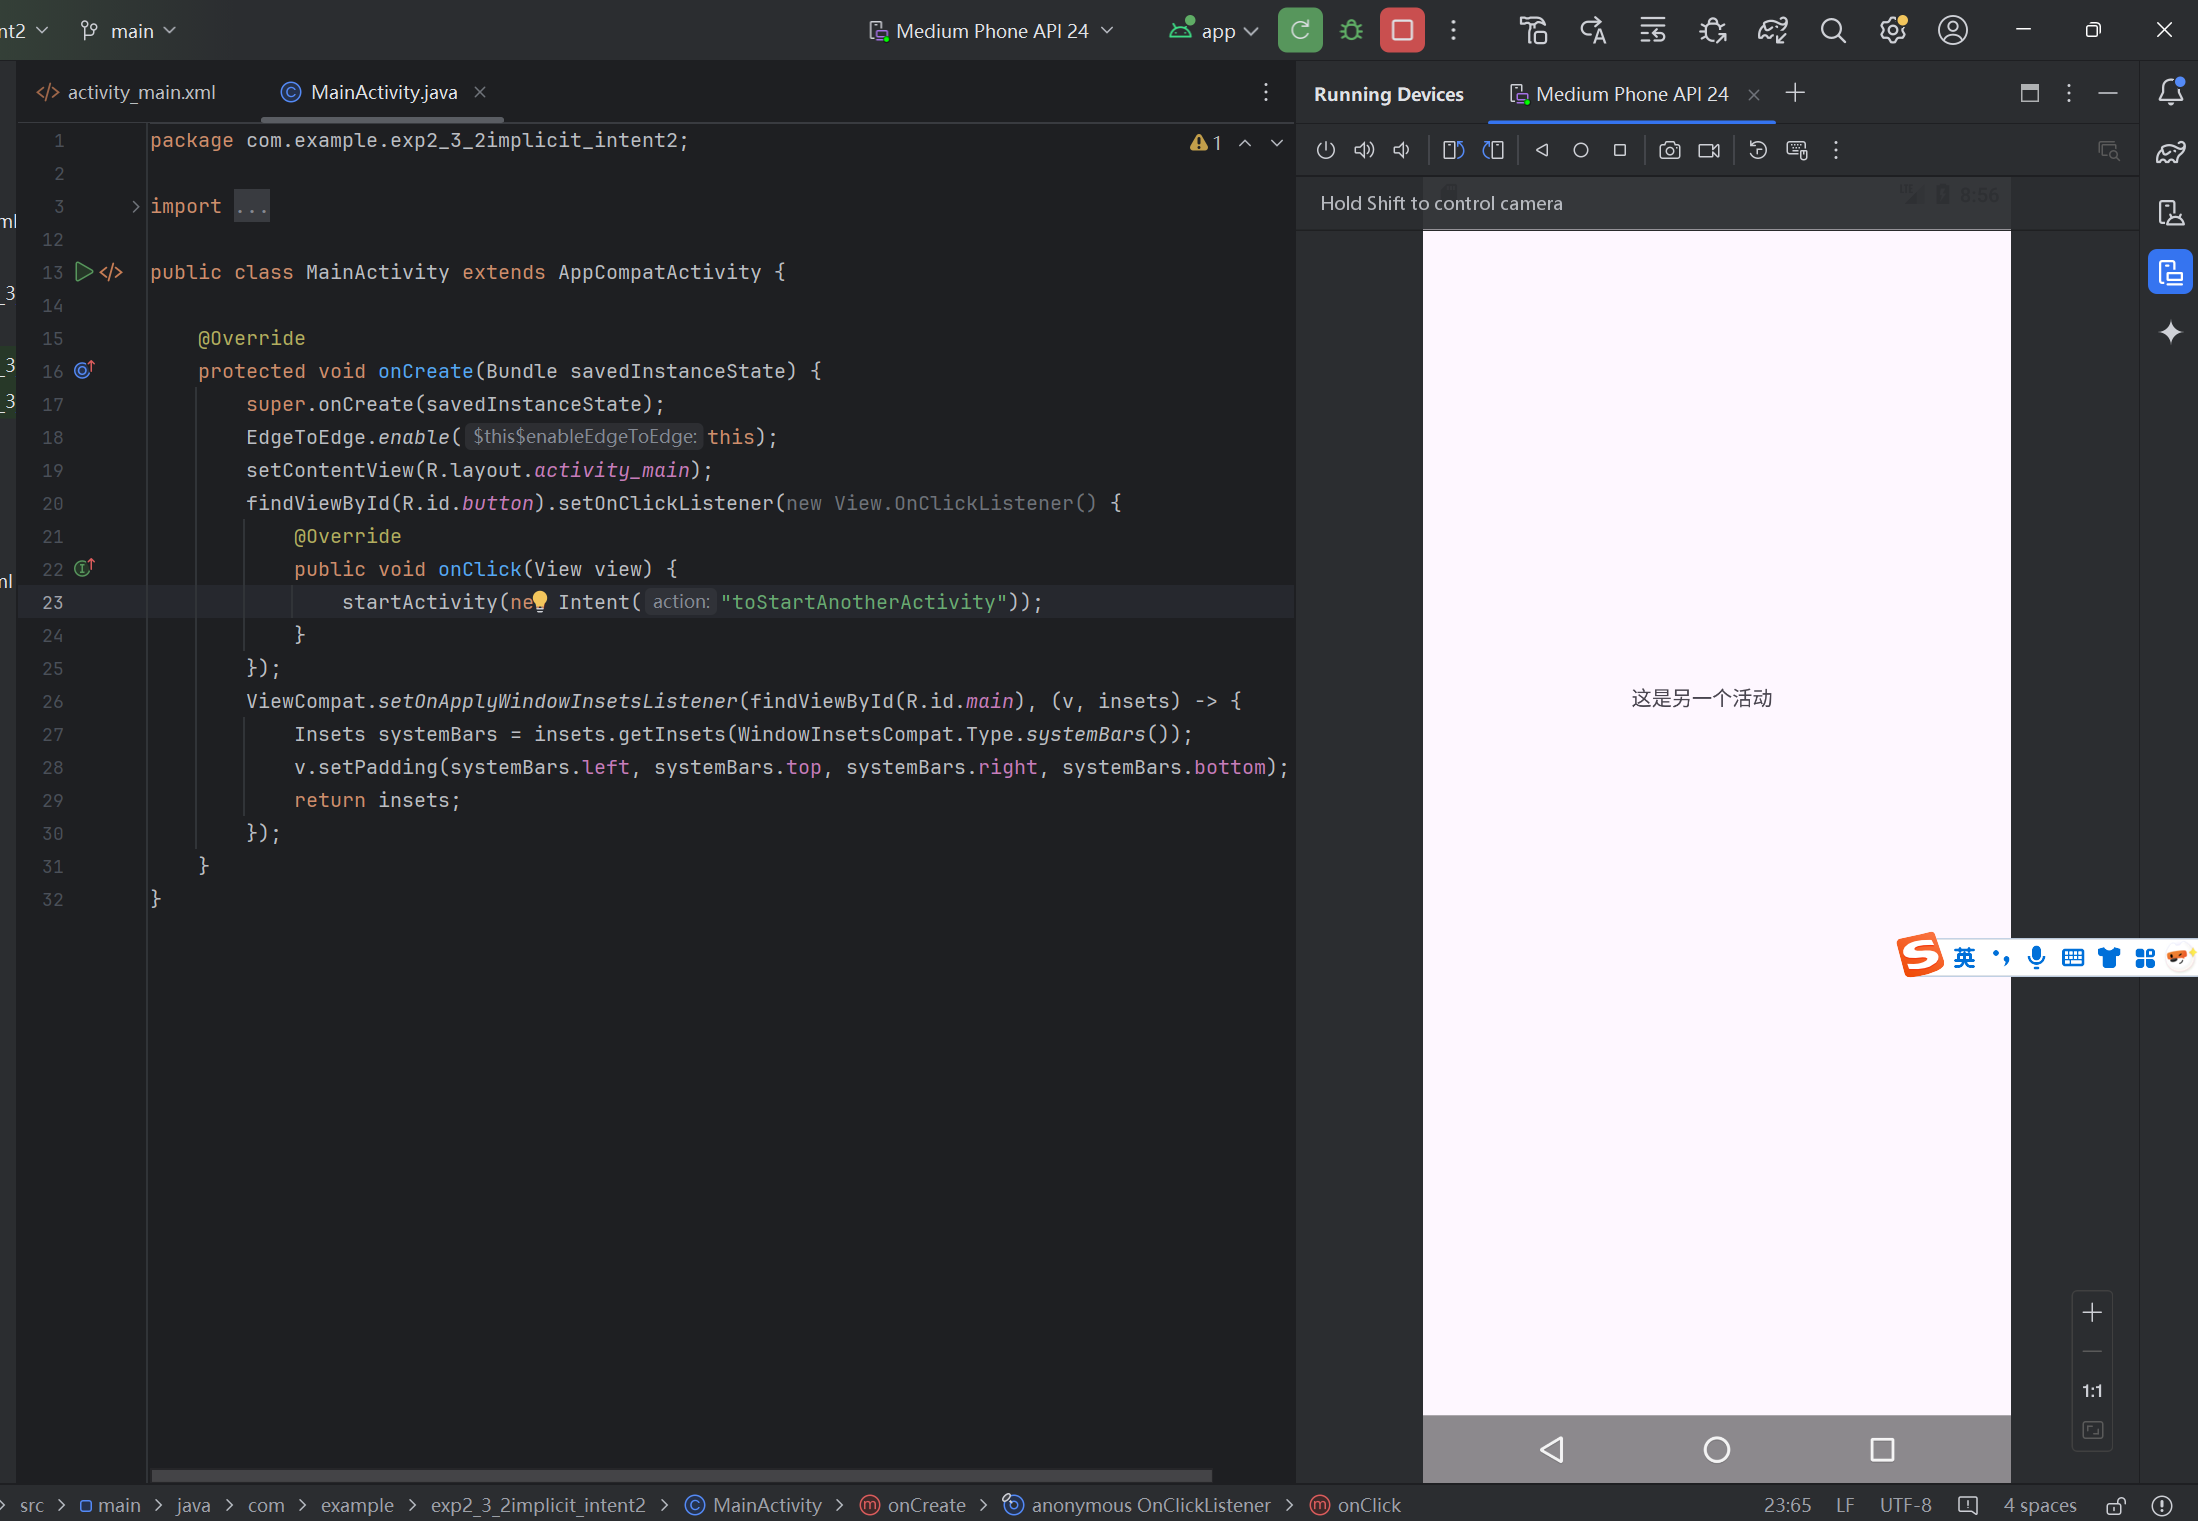 nt2
main
Medium Phone API 24
app
activity_main.xml
MainActivity.java
Running Devices
Medium Phone API 24
1 package com.example.exp2_3_2implicit_intent2;
1
2
3 import ...
12
13 public class MainActivity extends AppCompatActivity {
14
15 @Override
16 protected void onCreate(Bundle savedInstanceState) {
17 super.onCreate(savedInstanceState);
18 EdgeToEdge.enable( $this$enableEdgeToEdge: this);
19 setContentView(R.layout.activity_main);
20 findViewById(R.id.button).setOnClickListener(new View.OnClickListener() {
21 @Override
22 public void onClick(View view) {
23 startActivity(ne Intent( action: "toStartAnotherActivity"));
24 }
25 });
26 ViewCompat.setOnApplyWindowInsetsListener(findViewById(R.id.main), (v, insets) -> {
27 Insets systemBars = insets.getInsets(WindowInsetsCompat.Type.systemBars());
28 v.setPadding(systemBars.left, systemBars.top, systemBars.right, systemBars.bottom);
29 return insets;
30 });
31 }
32 }
ml
_3
_3
_3
ml
Hold Shift to control camera
8:56
这是另一个活动
英
1:1
src > main > java > com > example > exp2_3_2implicit_intent2 > MainActivity > onCreate > anonymous OnClickListener > onClick
23:65 LF UTF-8 4 spaces